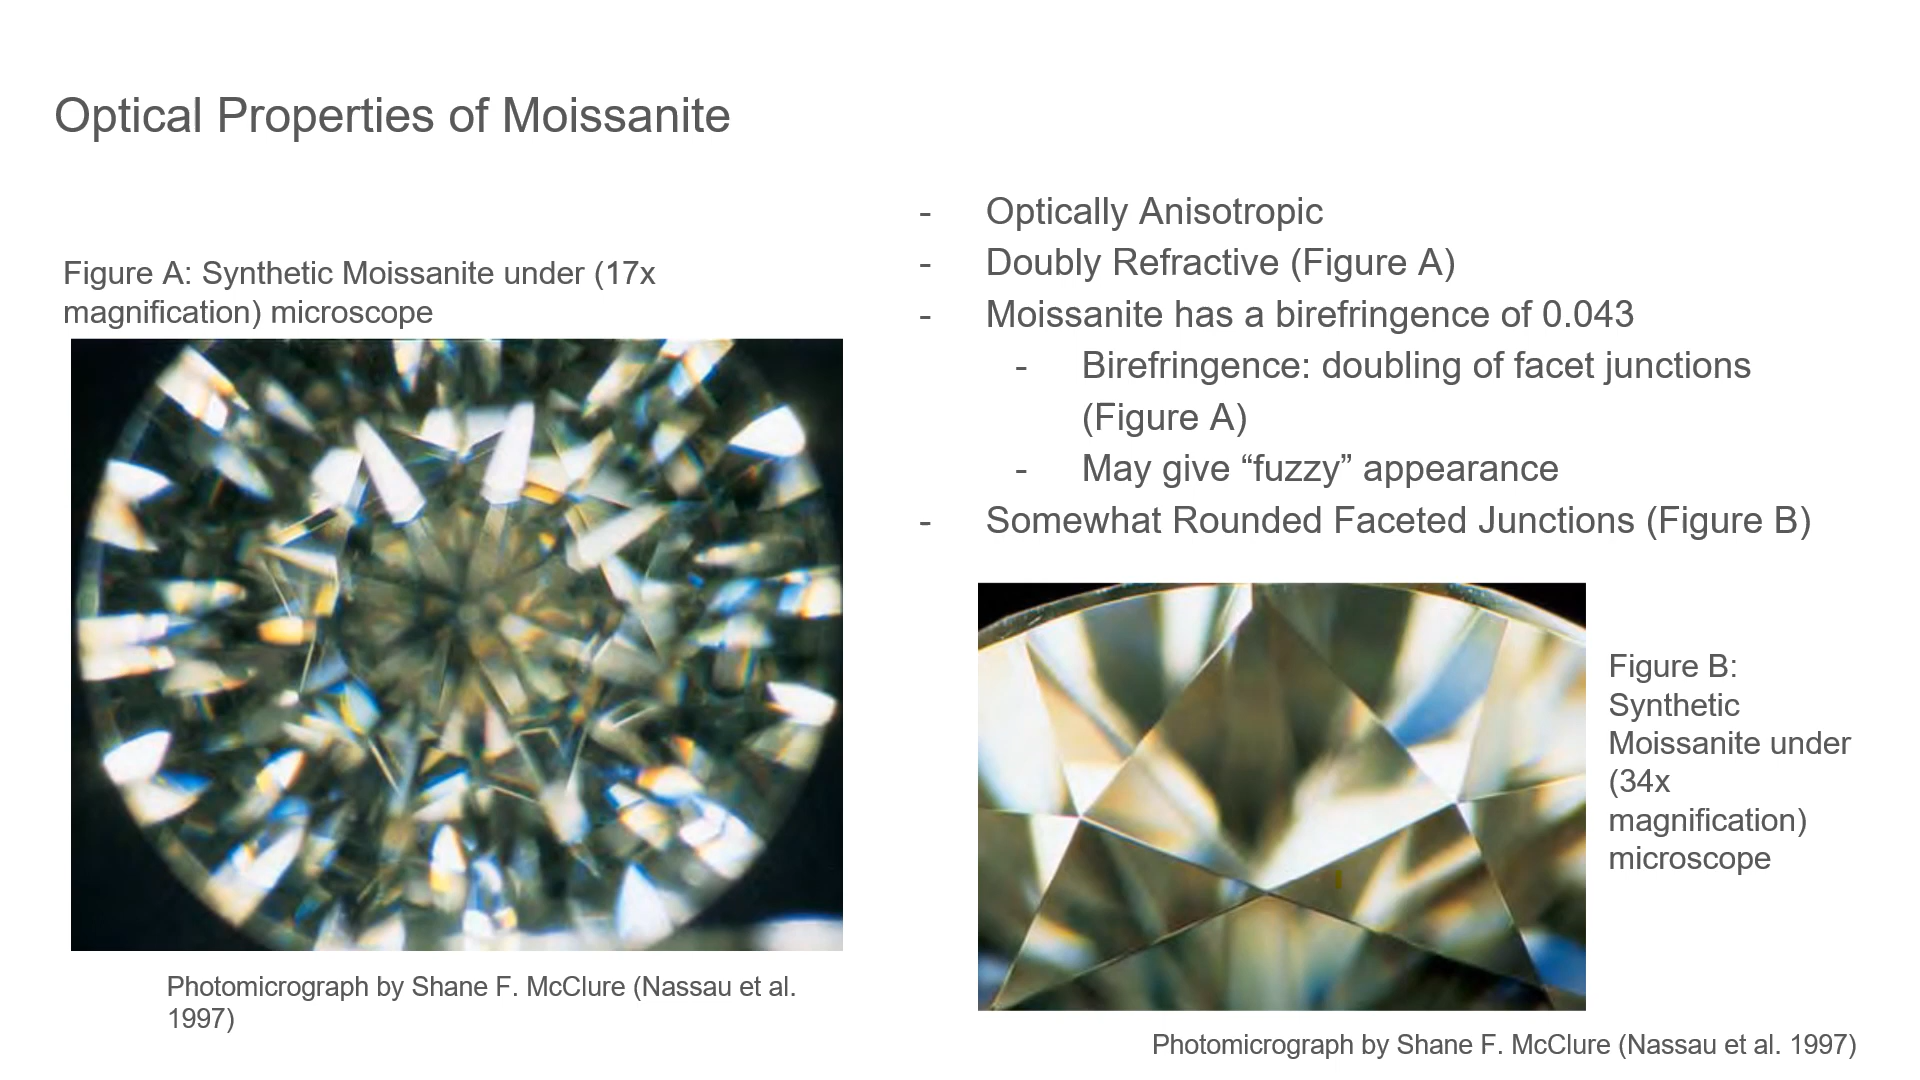 Optical Properties of Moissanite
Figure A: Synthetic Moissanite under (17x
magnification) microscope
Photomicrograph by Shane F. McClure (Nassau et al.
1997)
- Optically Anisotropic
- Doubly Refractive (Figure A)
- Moissanite has a birefringence of 0.043
- Birefringence: doubling of facet junctions
(Figure A)
- May give “fuzzy” appearance
- Somewhat Rounded Faceted Junctions (Figure B)
Figure B:
Synthetic
Moissanite under
(34x
magnification)
microscope
Photomicrograph by Shane F. McClure (Nassau et al. 1997)